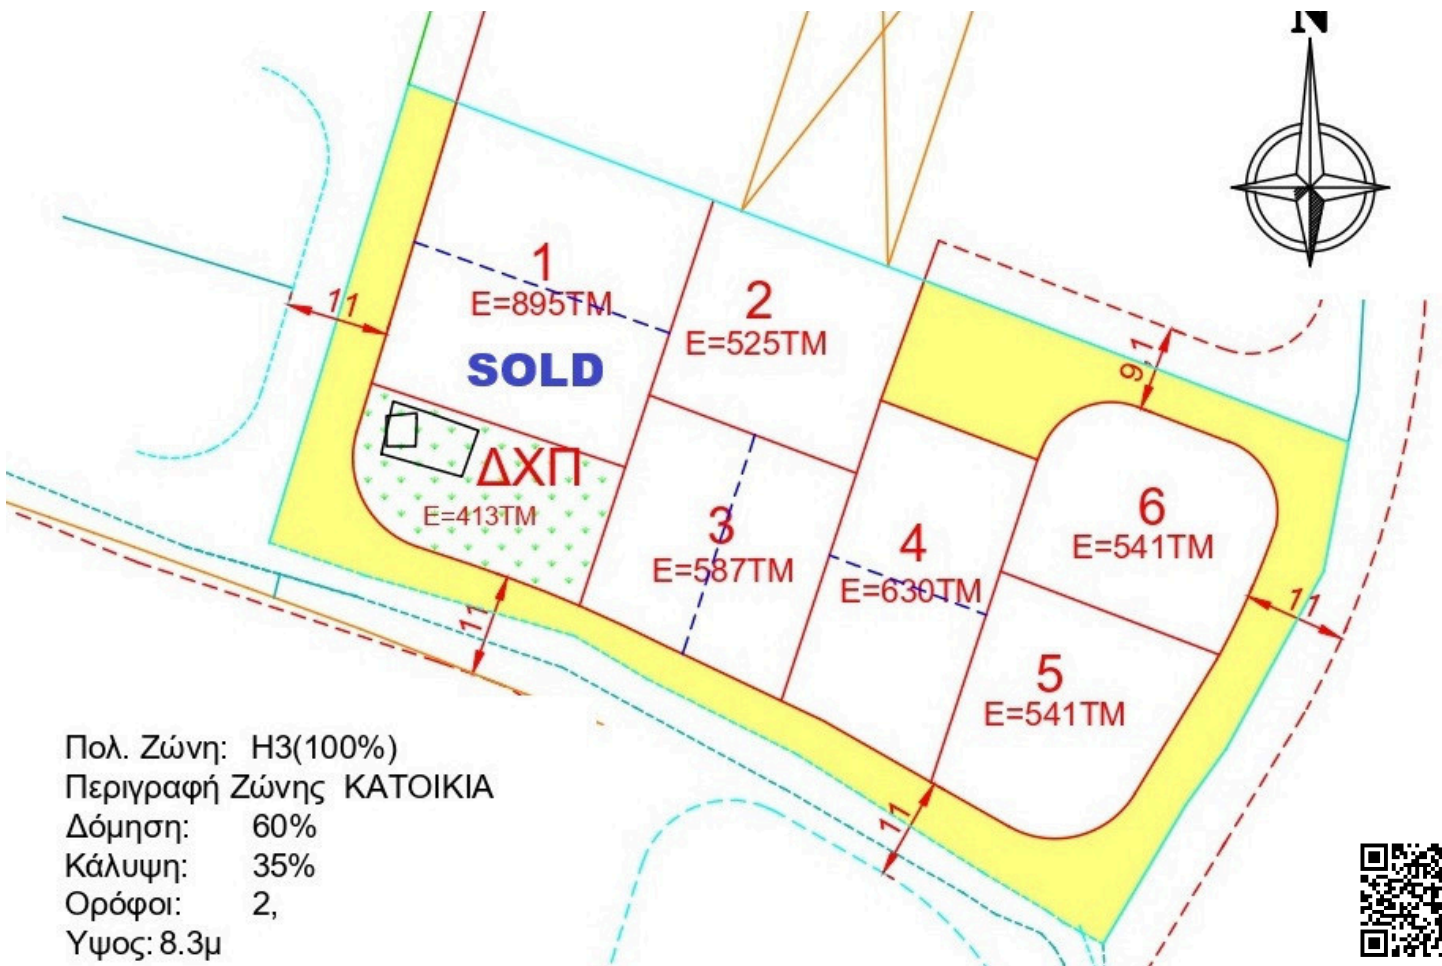 N
11
1
E=895TM
SOLD
2
E=525TM
9,1
ΔΧΠ
E=413TM
3
E=587TM
4
E=630TM
6
E=541TM
11
11
5
E=541TM
11
Πολ. Ζώνη: Η3(100%)
Περιγραφή Ζώνης ΚΑΤΟΙΚΙΑ
Δόμηση: 60%
Κάλυψη: 35%
Ορόφοι: 2,
Υψος: 8.3μ